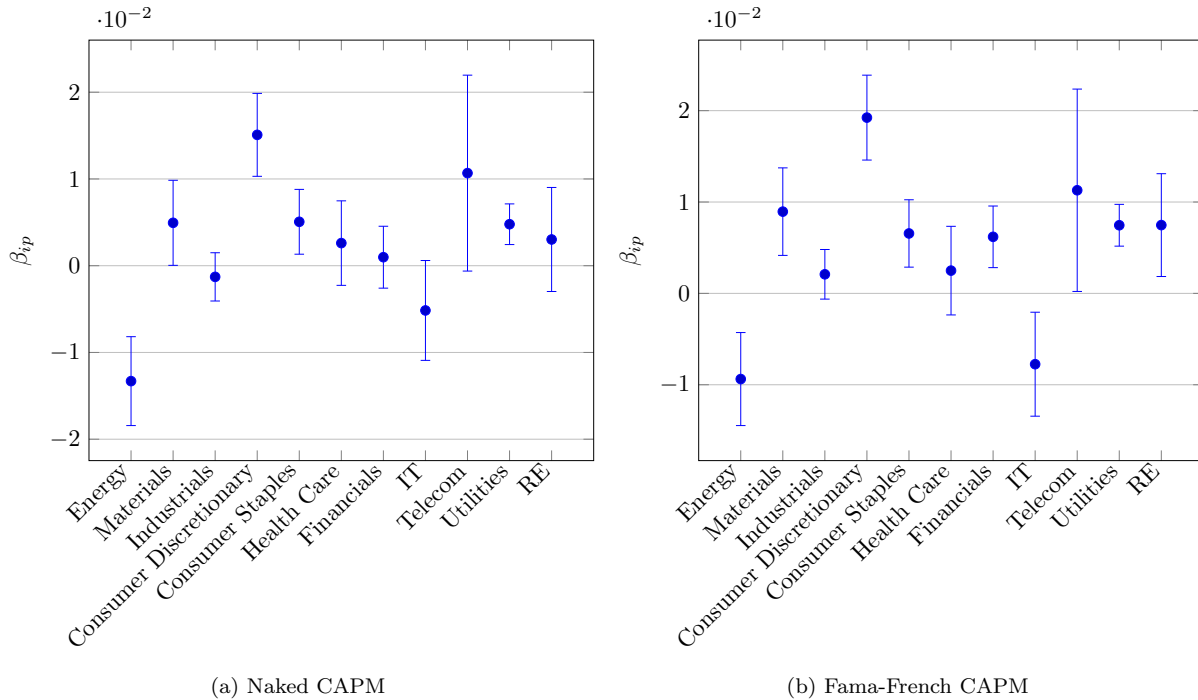 ·10⁻²
2
1
0
−1
−2
β_ip
Energy
Materials
Industrials
Consumer Discretionary
Consumer Staples
Health Care
Financials
IT
Telecom
Utilities
RE
(a) Naked CAPM
·10⁻²
2
1
0
−1
β_ip
Energy
Materials
Industrials
Consumer Discretionary
Consumer Staples
Health Care
Financials
IT
Telecom
Utilities
RE
(b) Fama-French CAPM